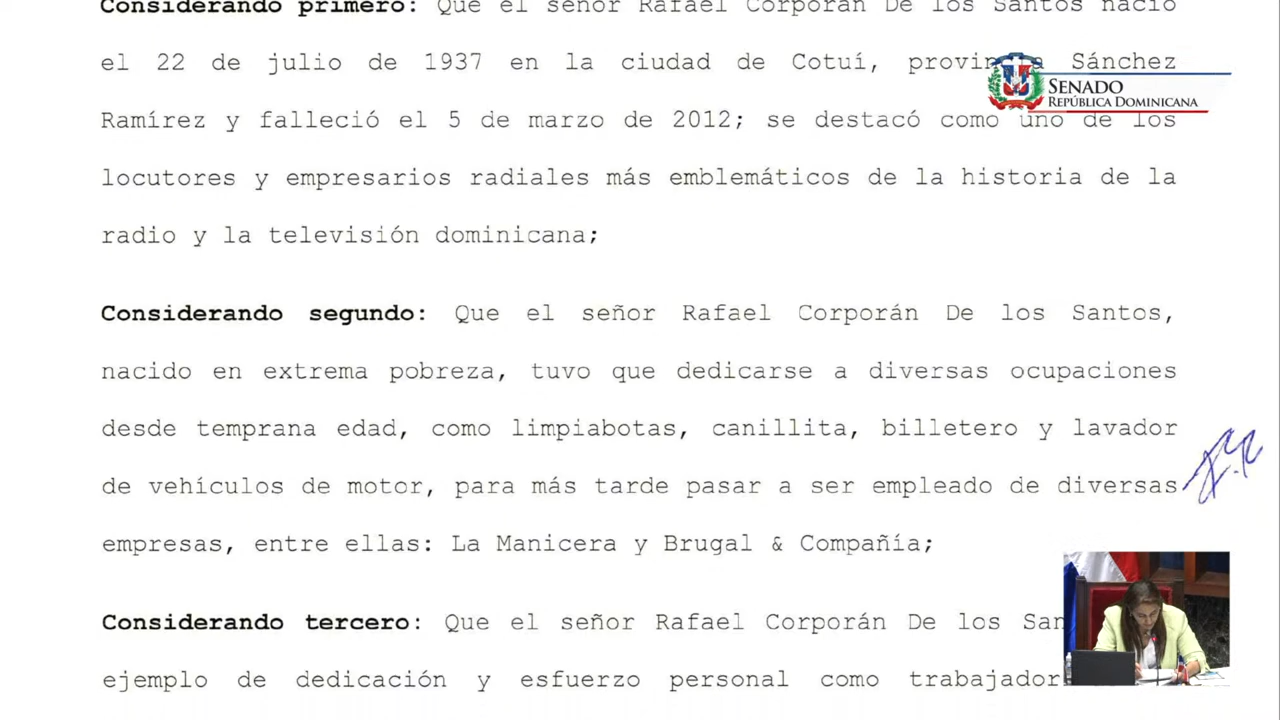 Considerando primero: Que el señor Rafael Corporán De los Santos nació
el 22 de julio de 1937 en la ciudad de Cotuí, provincia Sánchez
Ramírez y falleció el 5 de marzo de 2012; se destacó como uno de los
locutores y empresarios radiales más emblemáticos de la historia de la
radio y la televisión dominicana;
Considerando segundo: Que el señor Rafael Corporán De los Santos,
nacido en extrema pobreza, tuvo que dedicarse a diversas ocupaciones
desde temprana edad, como limpiabotas, canillita, billetero y lavador
de vehículos de motor, para más tarde pasar a ser empleado de diversas
empresas, entre ellas: La Manicera y Brugal & Compañía;
Considerando tercero: Que el señor Rafael Corporán De los
ejemplo de dedicación y esfuerzo personal como trabajador
SENADO
REPÚBLICA DOMINICANA